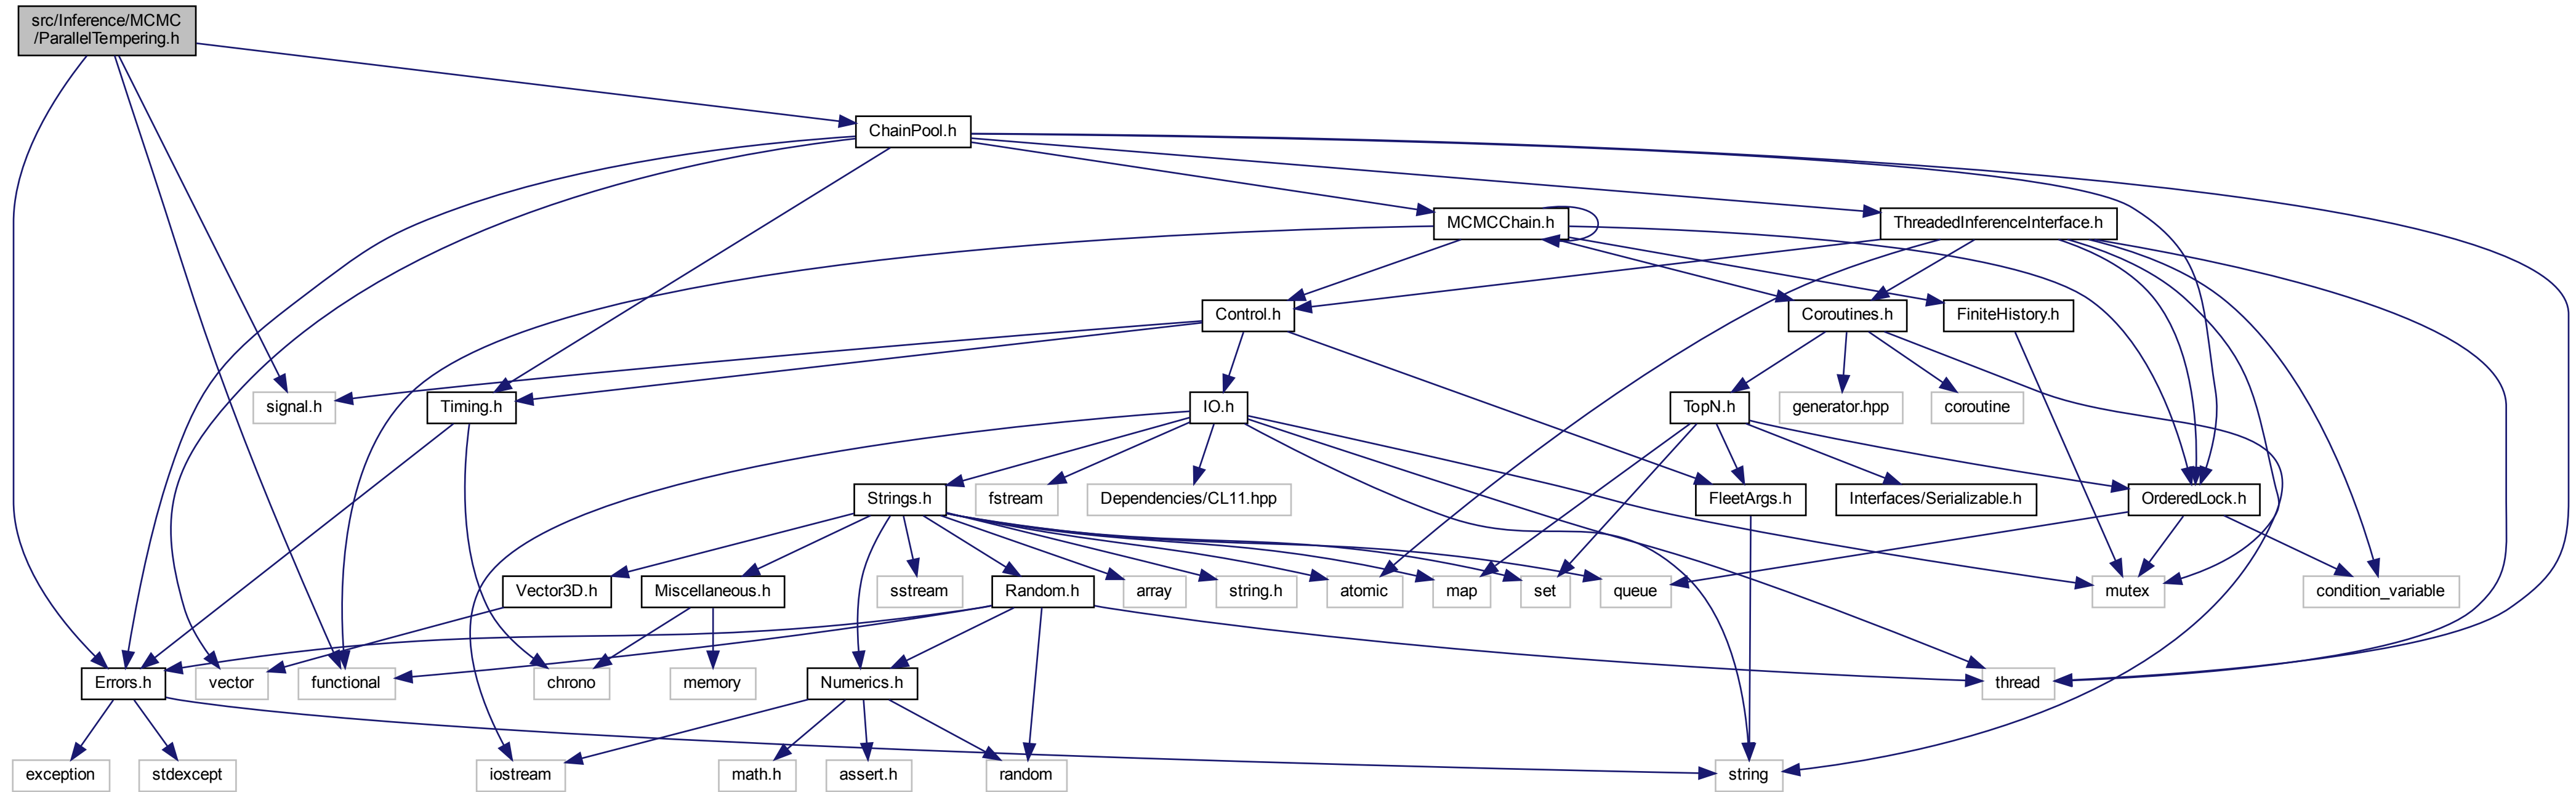 src/Inference/MCMC
/ParallelTempering.h
ChainPool.h
MCMCChain.h
ThreadedInferenceInterface.h
Control.h
Coroutines.h
FiniteHistory.h
signal.h
Timing.h
IO.h
TopN.h
generator.hpp
coroutine
Strings.h
fstream
Dependencies/CL11.hpp
FleetArgs.h
Interfaces/Serializable.h
OrderedLock.h
Vector3D.h
Miscellaneous.h
sstream
Random.h
array
string.h
atomic
map
set
queue
mutex
condition_variable
Errors.h
vector
functional
chrono
memory
Numerics.h
thread
exception
stdexcept
iostream
math.h
assert.h
random
string